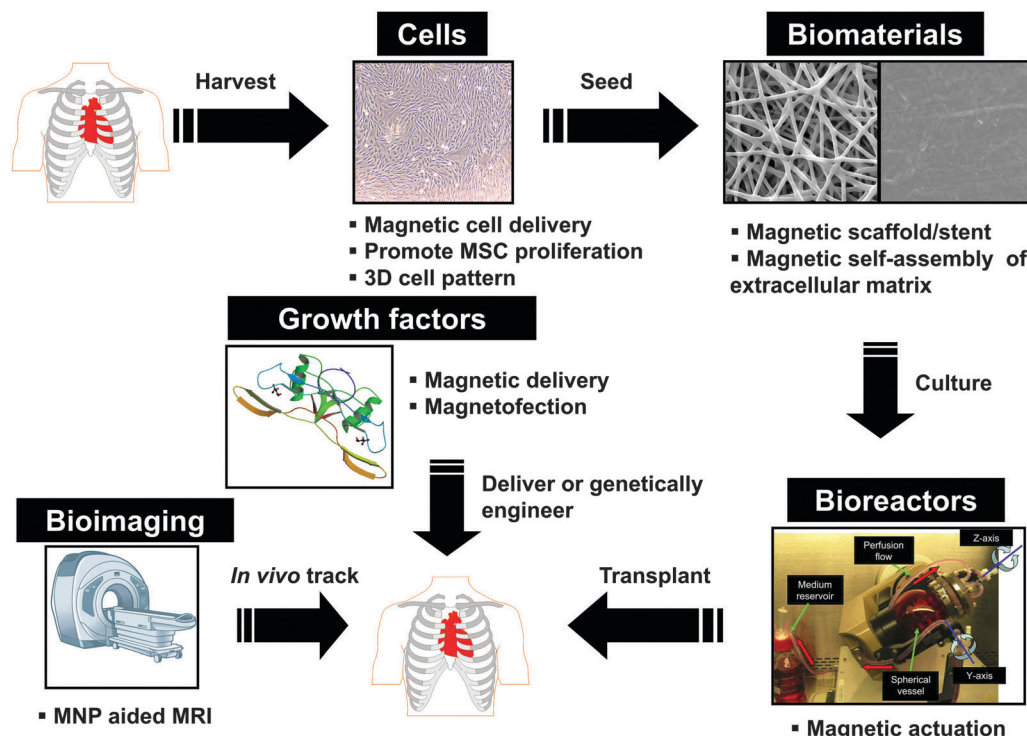 Cells
Biomaterials
Harvest
Seed
▪ Magnetic cell delivery
▪ Promote MSC proliferation
▪ 3D cell pattern
▪ Magnetic scaffold/stent
▪ Magnetic self-assembly of
extracellular matrix
Growth factors
▪ Magnetic delivery
▪ Magnetofection
Culture
Deliver or genetically
engineer
Bioimaging
Bioreactors
In vivo track
Transplant
Perfusion
flow
Z-axis
Medium
reservoir
Spherical
vessel
Y-axis
▪ MNP aided MRI
▪ Magnetic actuation